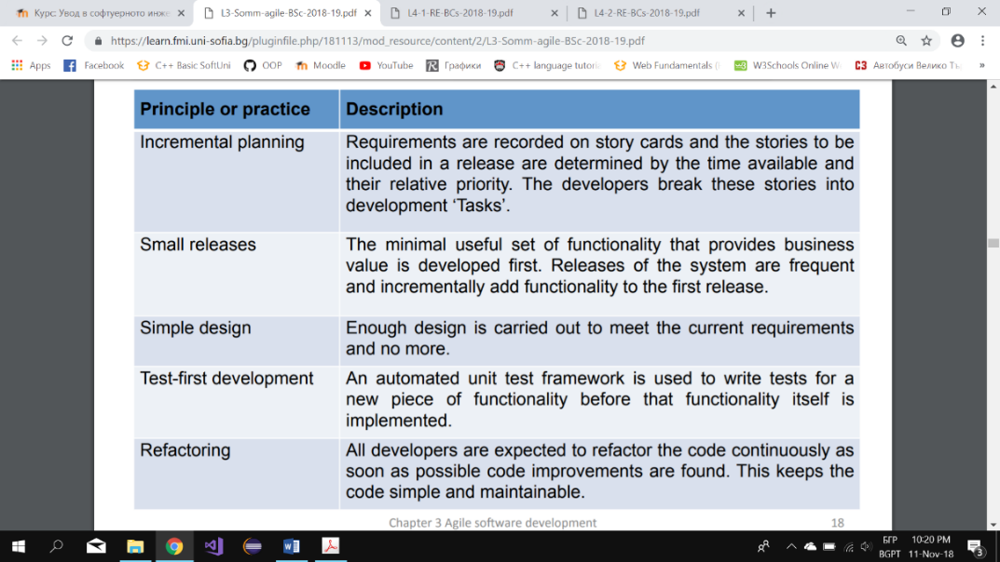 Курс: Увод в софтуерното инже
L3-Somm-agile-BSc-2018-19.pdf
L4-1-RE-BCs-2018-19.pdf
L4-2-RE-BCs-2018-19.pdf
https://learn.fmi.uni-sofia.bg/pluginfile.php/181113/mod_resource/content/2/L3-Somm-agile-BSc-2018-19.pdf
Apps Facebook C++ Basic SoftUni OOP Moodle YouTube Графики C++ language tutori Web Fundamentals ( W3Schools Online W Автобуси Велико Тъ »
Principle or practice Description
Incremental planning Requirements are recorded on story cards and the stories to be
included in a release are determined by the time available and
their relative priority. The developers break these stories into
development ‘Tasks’.
Small releases The minimal useful set of functionality that provides business
value is developed first. Releases of the system are frequent
and incrementally add functionality to the first release.
Simple design Enough design is carried out to meet the current requirements
and no more.
Test-first development An automated unit test framework is used to write tests for a
new piece of functionality before that functionality itself is
implemented.
Refactoring All developers are expected to refactor the code continuously as
soon as possible code improvements are found. This keeps the
code simple and maintainable.
Chapter 3 Agile software development 18
БГР 10:20 PM
BGPT 11-Nov-18 3